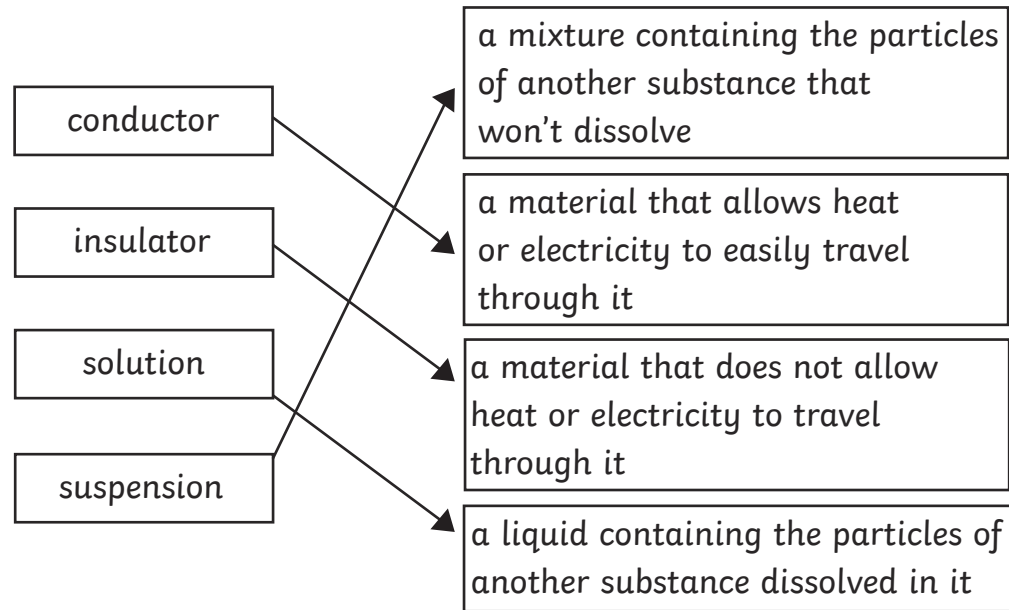 conductor
insulator
solution
suspension
a mixture containing the particles
of another substance that
won't dissolve
a material that allows heat
or electricity to easily travel
through it
a material that does not allow
heat or electricity to travel
through it
a liquid containing the particles of
another substance dissolved in it